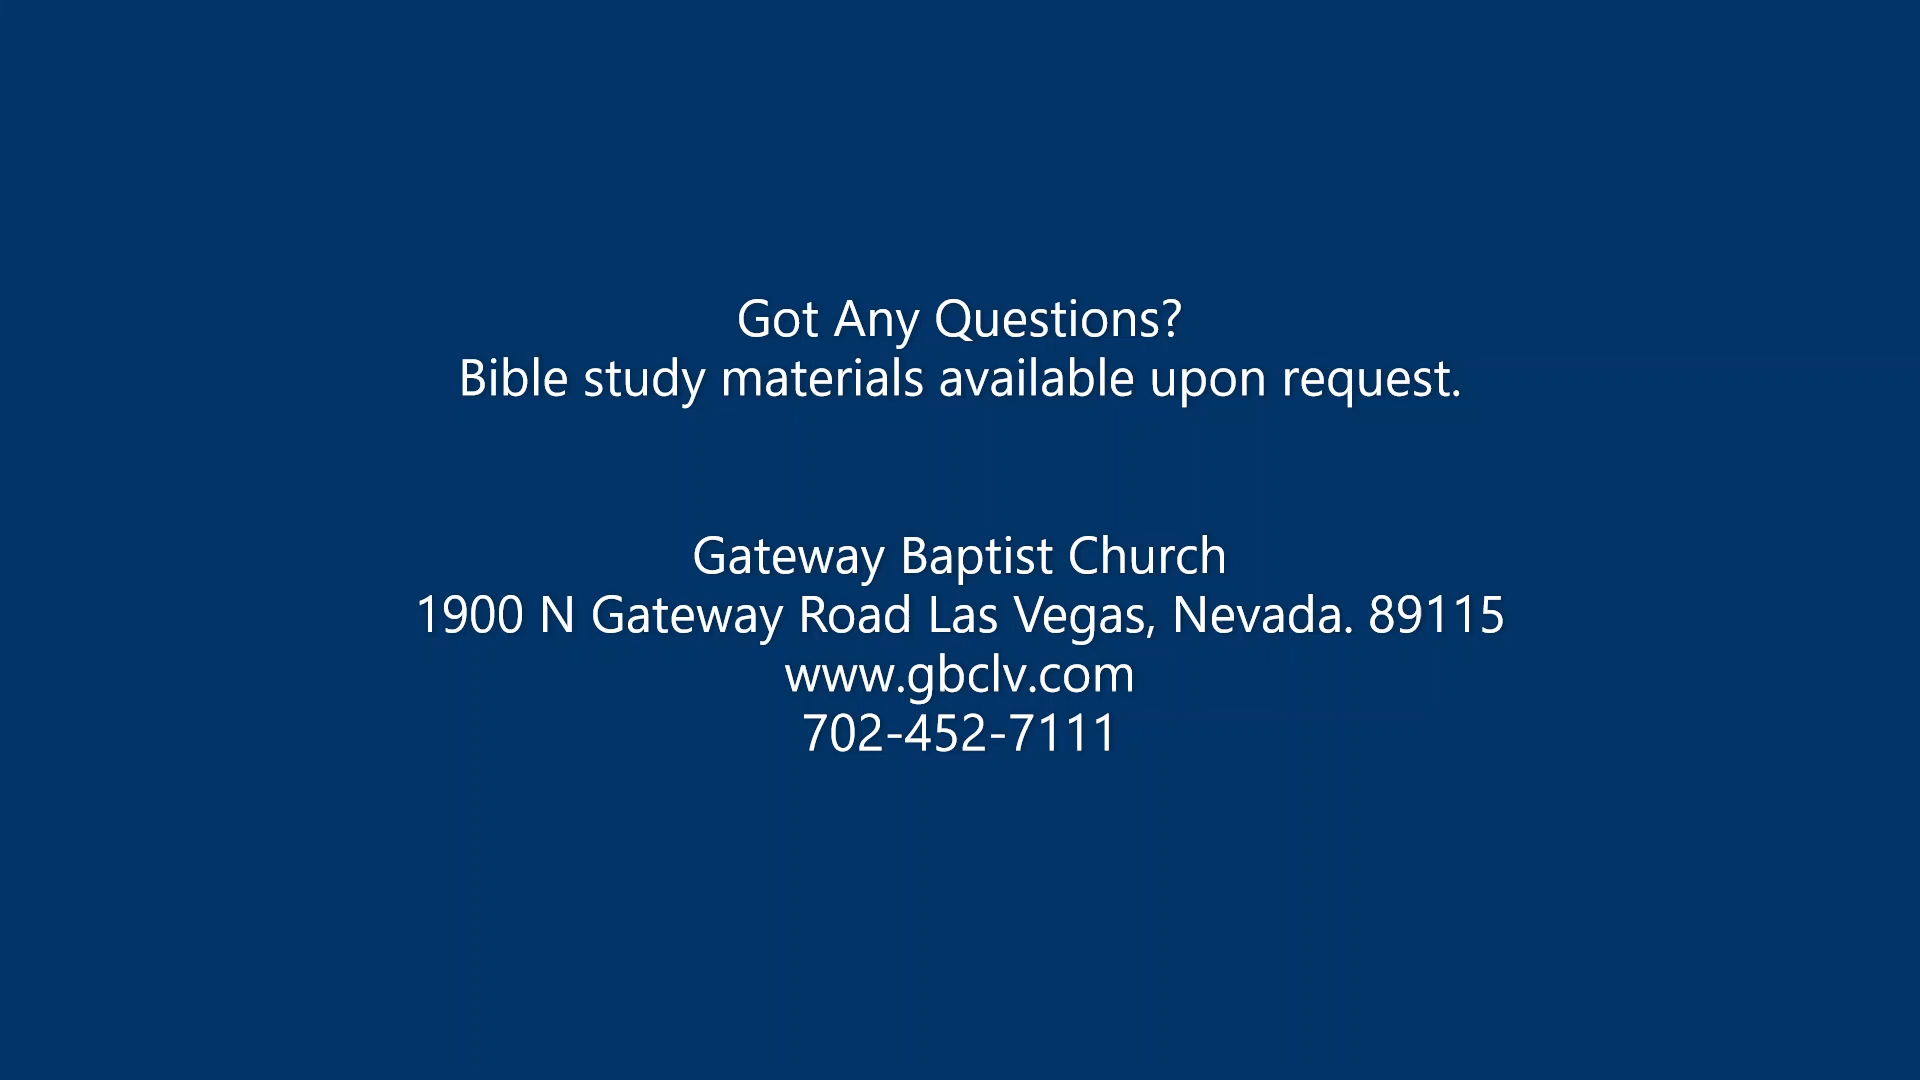 Got Any Questions?
Bible study materials available upon request.
Gateway Baptist Church
1900 N Gateway Road Las Vegas, Nevada. 89115
www.gbclv.com
702-452-7111